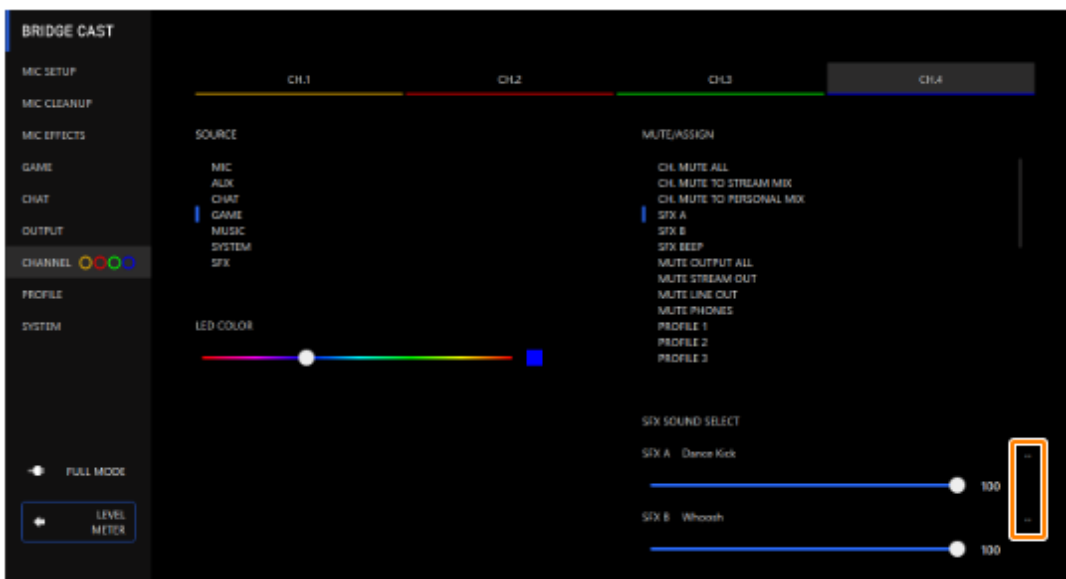 BRIDGE CAST
MIC SETUP
MIC CLEANUP
MIC EFFECTS
GAME
CHAT
OUTPUT
CHANNEL
PROFILE
SYSTEM
FULL MODE
LEVEL
METER
CH.1 CH.2 CH.3 CH.4
SOURCE
MIC
AUX
CHAT
GAME
MUSIC
SYSTEM
SFX
LED COLOR
MUTE/ASSIGN
CH. MUTE ALL
CH. MUTE TO STREAM MIX
CH. MUTE TO PERSONAL MIX
SFX A
SFX B
SFX BEEP
MUTE OUTPUT ALL
MUTE STREAM OUT
MUTE LINE OUT
MUTE PHONES
PROFILE 1
PROFILE 2
PROFILE 3
SFX SOUND SELECT
SFX A Dance Kick ...
100
SFX B Whoosh ...
100